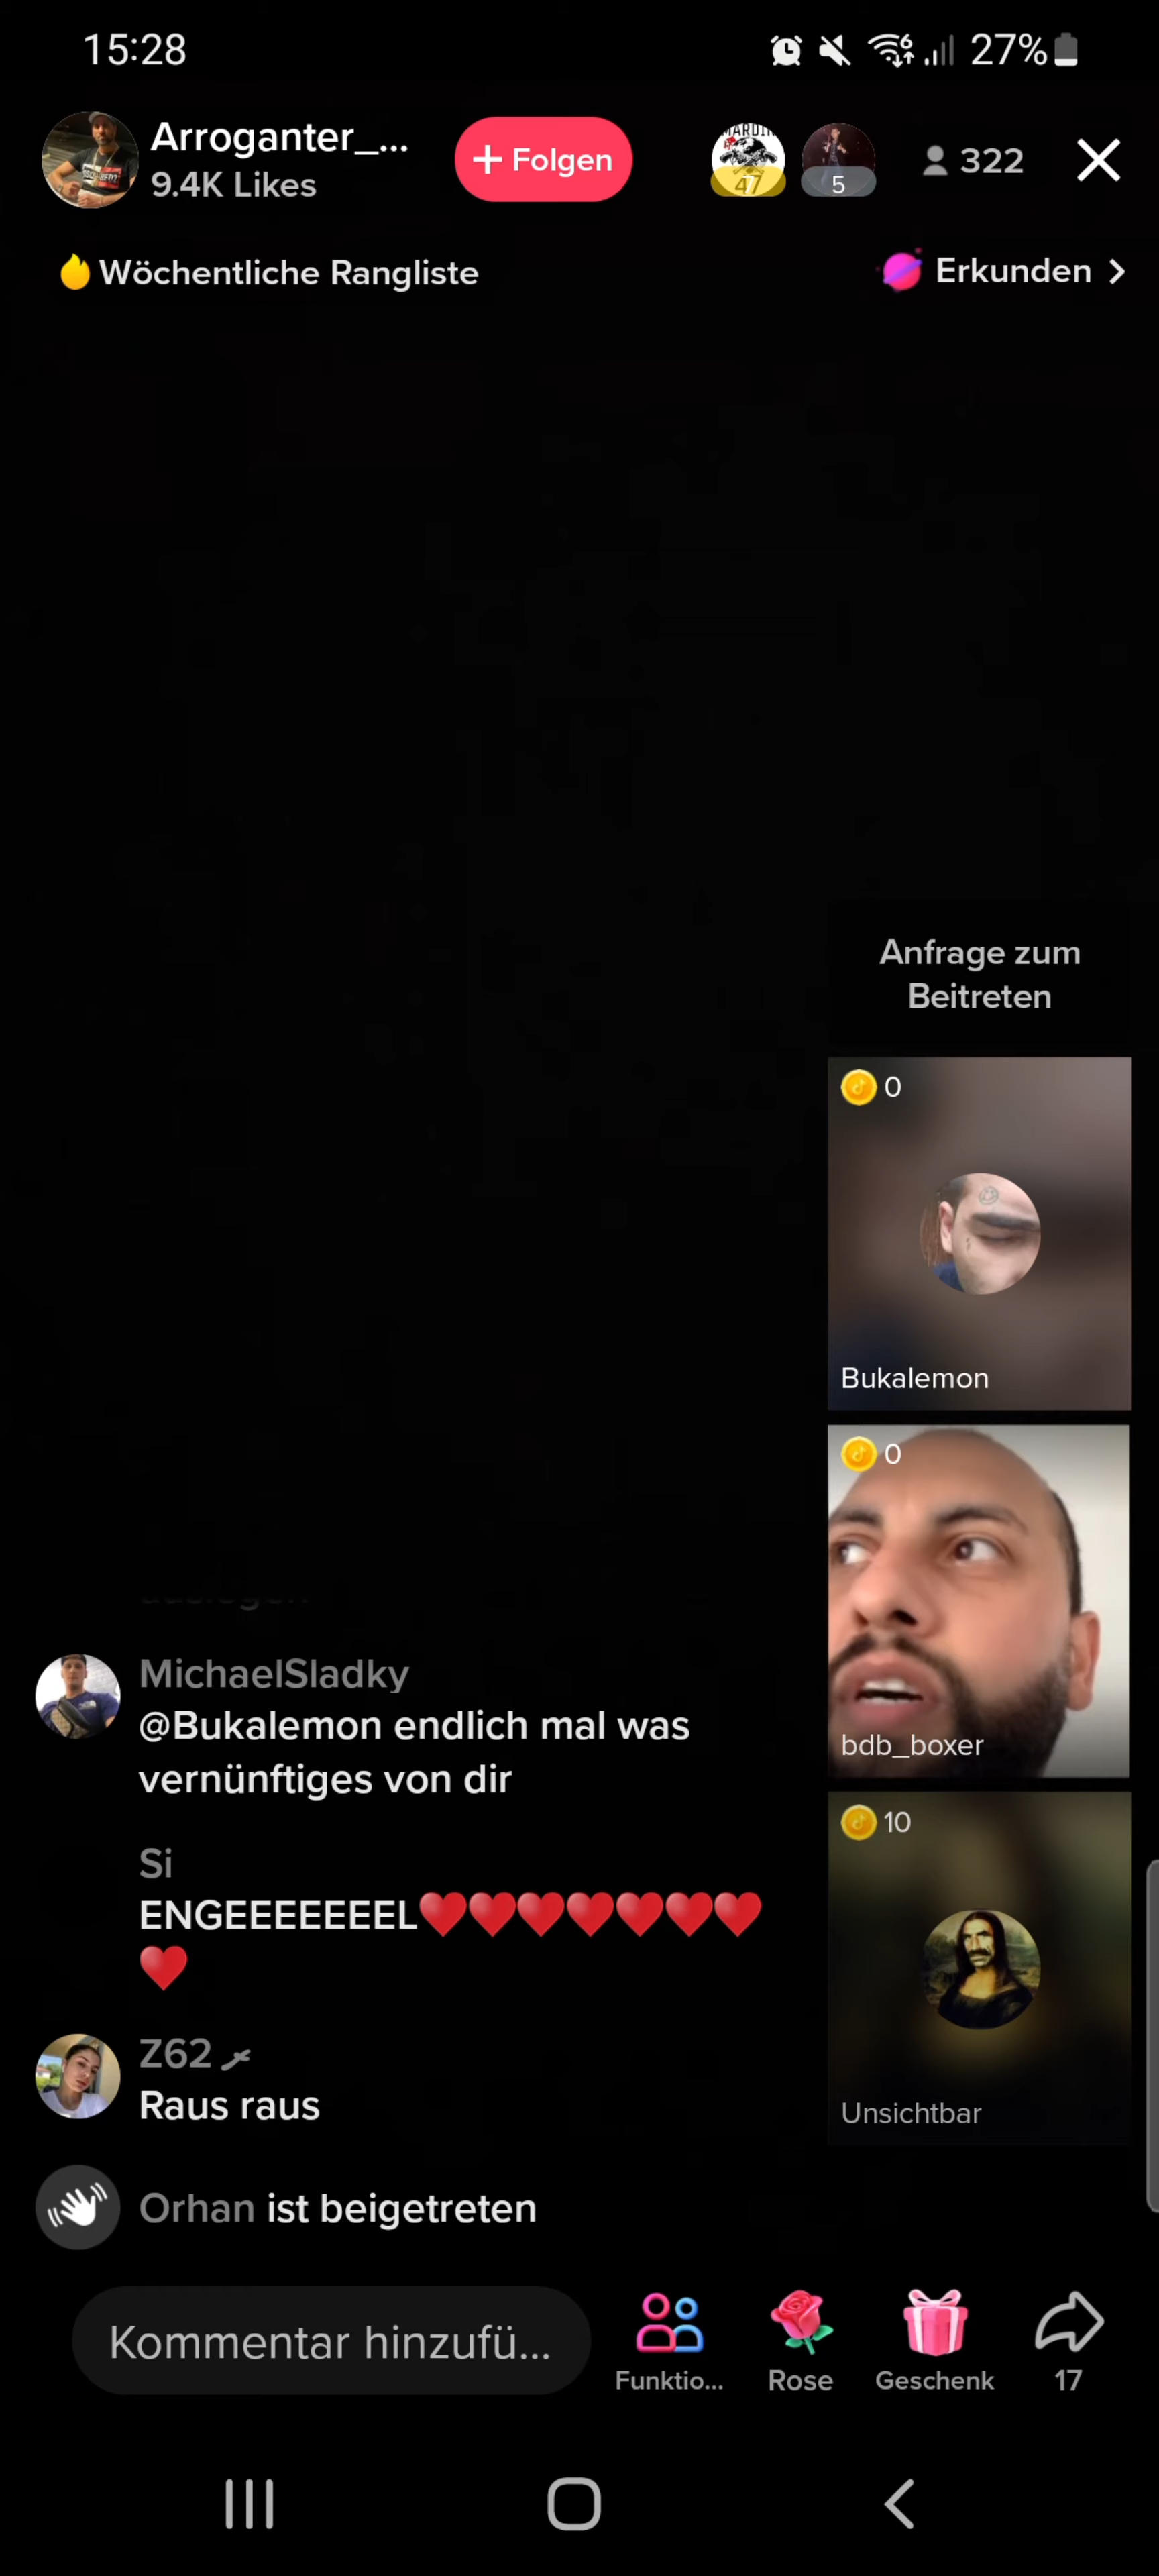 15:28
27%
Arroganter_...
9.4K Likes
+ Folgen
MARDIN
47
5
322
Wöchentliche Rangliste
Erkunden >
Anfrage zum
Beitreten
0
Bukalemon
0
bdb_boxer
10
Unsichtbar
MichaelSladky
@Bukalemon endlich mal was
vernünftiges von dir
Si
ENGEEEEEEEL❤️❤️❤️❤️❤️❤️❤️
❤️
Z62
Raus raus
Orhan ist beigetreten
Kommentar hinzufü...
Funktio...
Rose
Geschenk
17